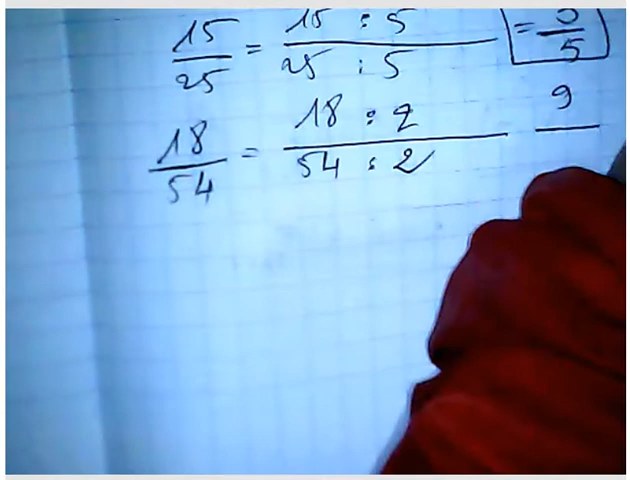 15/25 = 15 : 5 / 25 : 5 = 3/5
18/54 = 18 : 2 / 54 : 2 9